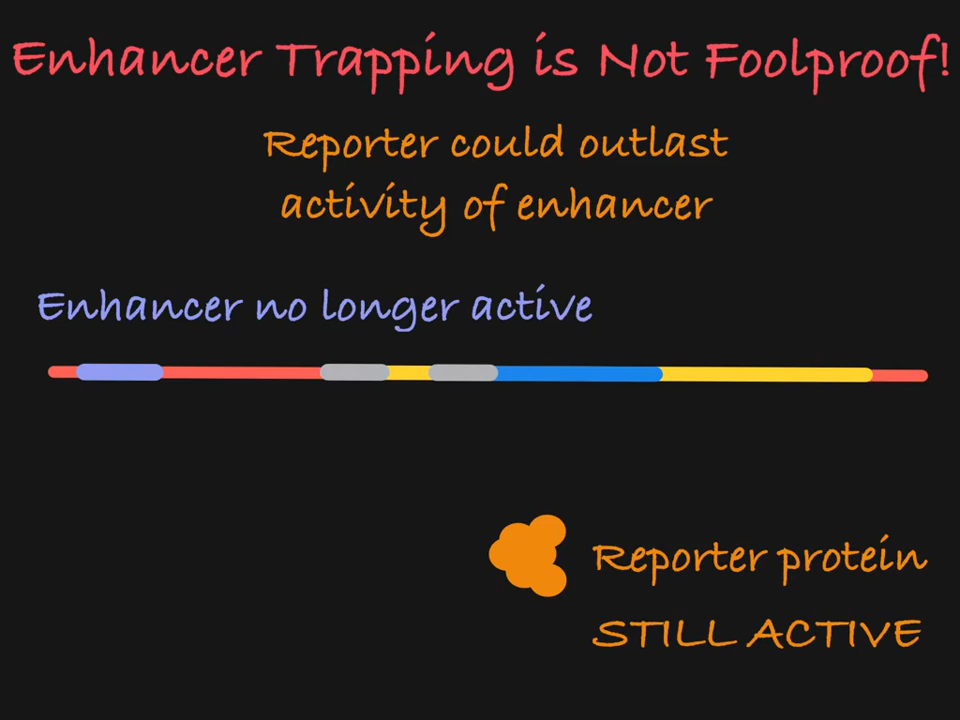 Enhancer Trapping is Not Foolproof!
Reporter could outlast
activity of enhancer
Enhancer no longer active
Reporter protein
STILL ACTIVE